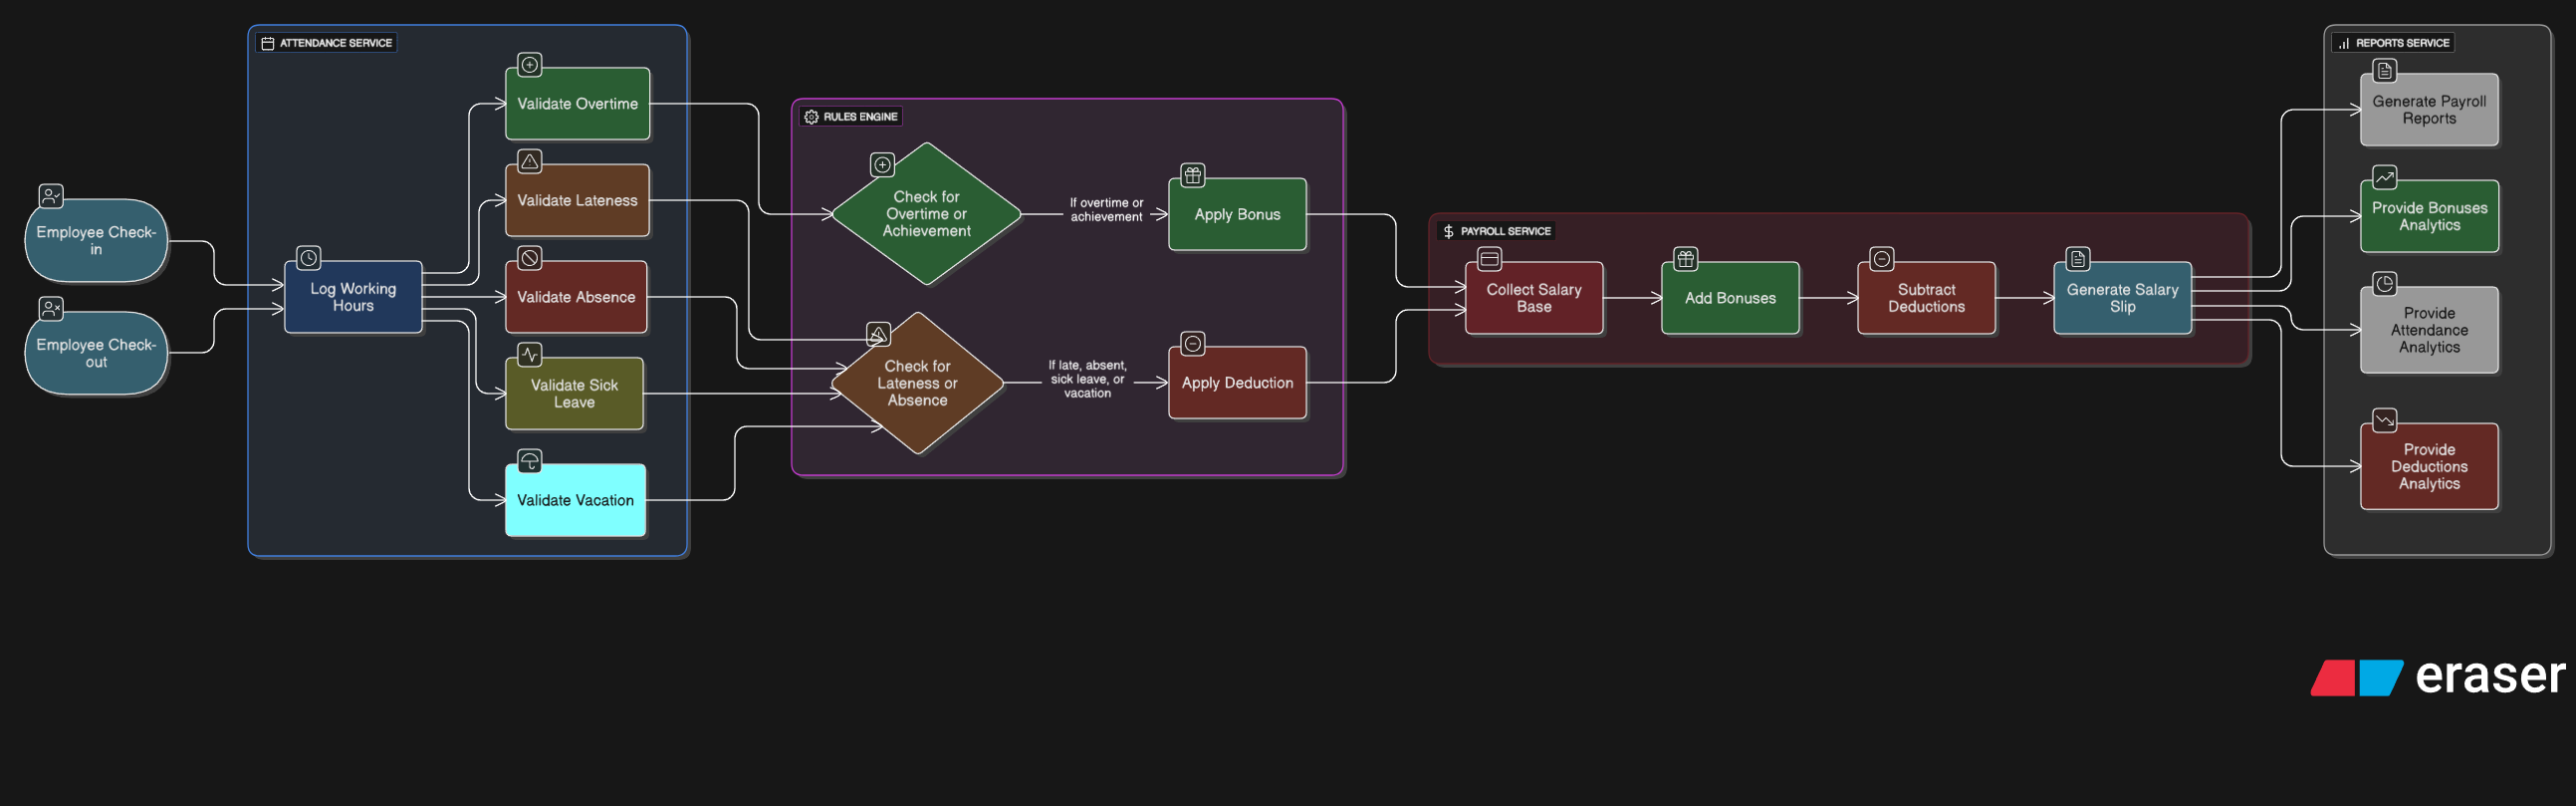 Employee Check-
in
Employee Check-
out
ATTENDANCE SERVICE
Log Working
Hours
Validate Overtime
Validate Lateness
Validate Absence
Validate Sick
Leave
Validate Vacation
RULES ENGINE
Check for
Overtime or
Achievement
If overtime or
achievement
Apply Bonus
Check for
Lateness or
Absence
If late, absent,
sick leave, or
vacation
Apply Deduction
PAYROLL SERVICE
Collect Salary
Base
Add Bonuses
Subtract
Deductions
Generate Salary
Slip
REPORTS SERVICE
Generate Payroll
Reports
Provide Bonuses
Analytics
Provide
Attendance
Analytics
Provide
Deductions
Analytics
eraser